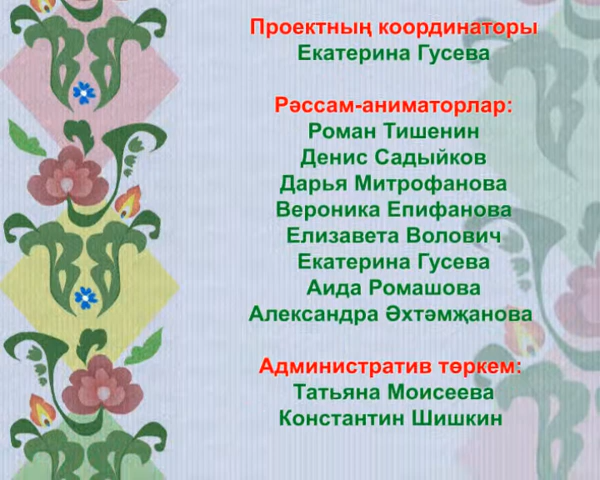 Проектның координаторы
Екатерина Гусева
Рәссам-аниматорлар:
Роман Тишенин
Денис Садыйков
Дарья Митрофанова
Вероника Епифанова
Елизавета Волович
Екатерина Гусева
Аида Ромашова
Александра Әхтәмҗанова
Административ төркем:
Татьяна Моисеева
Константин Шишкин